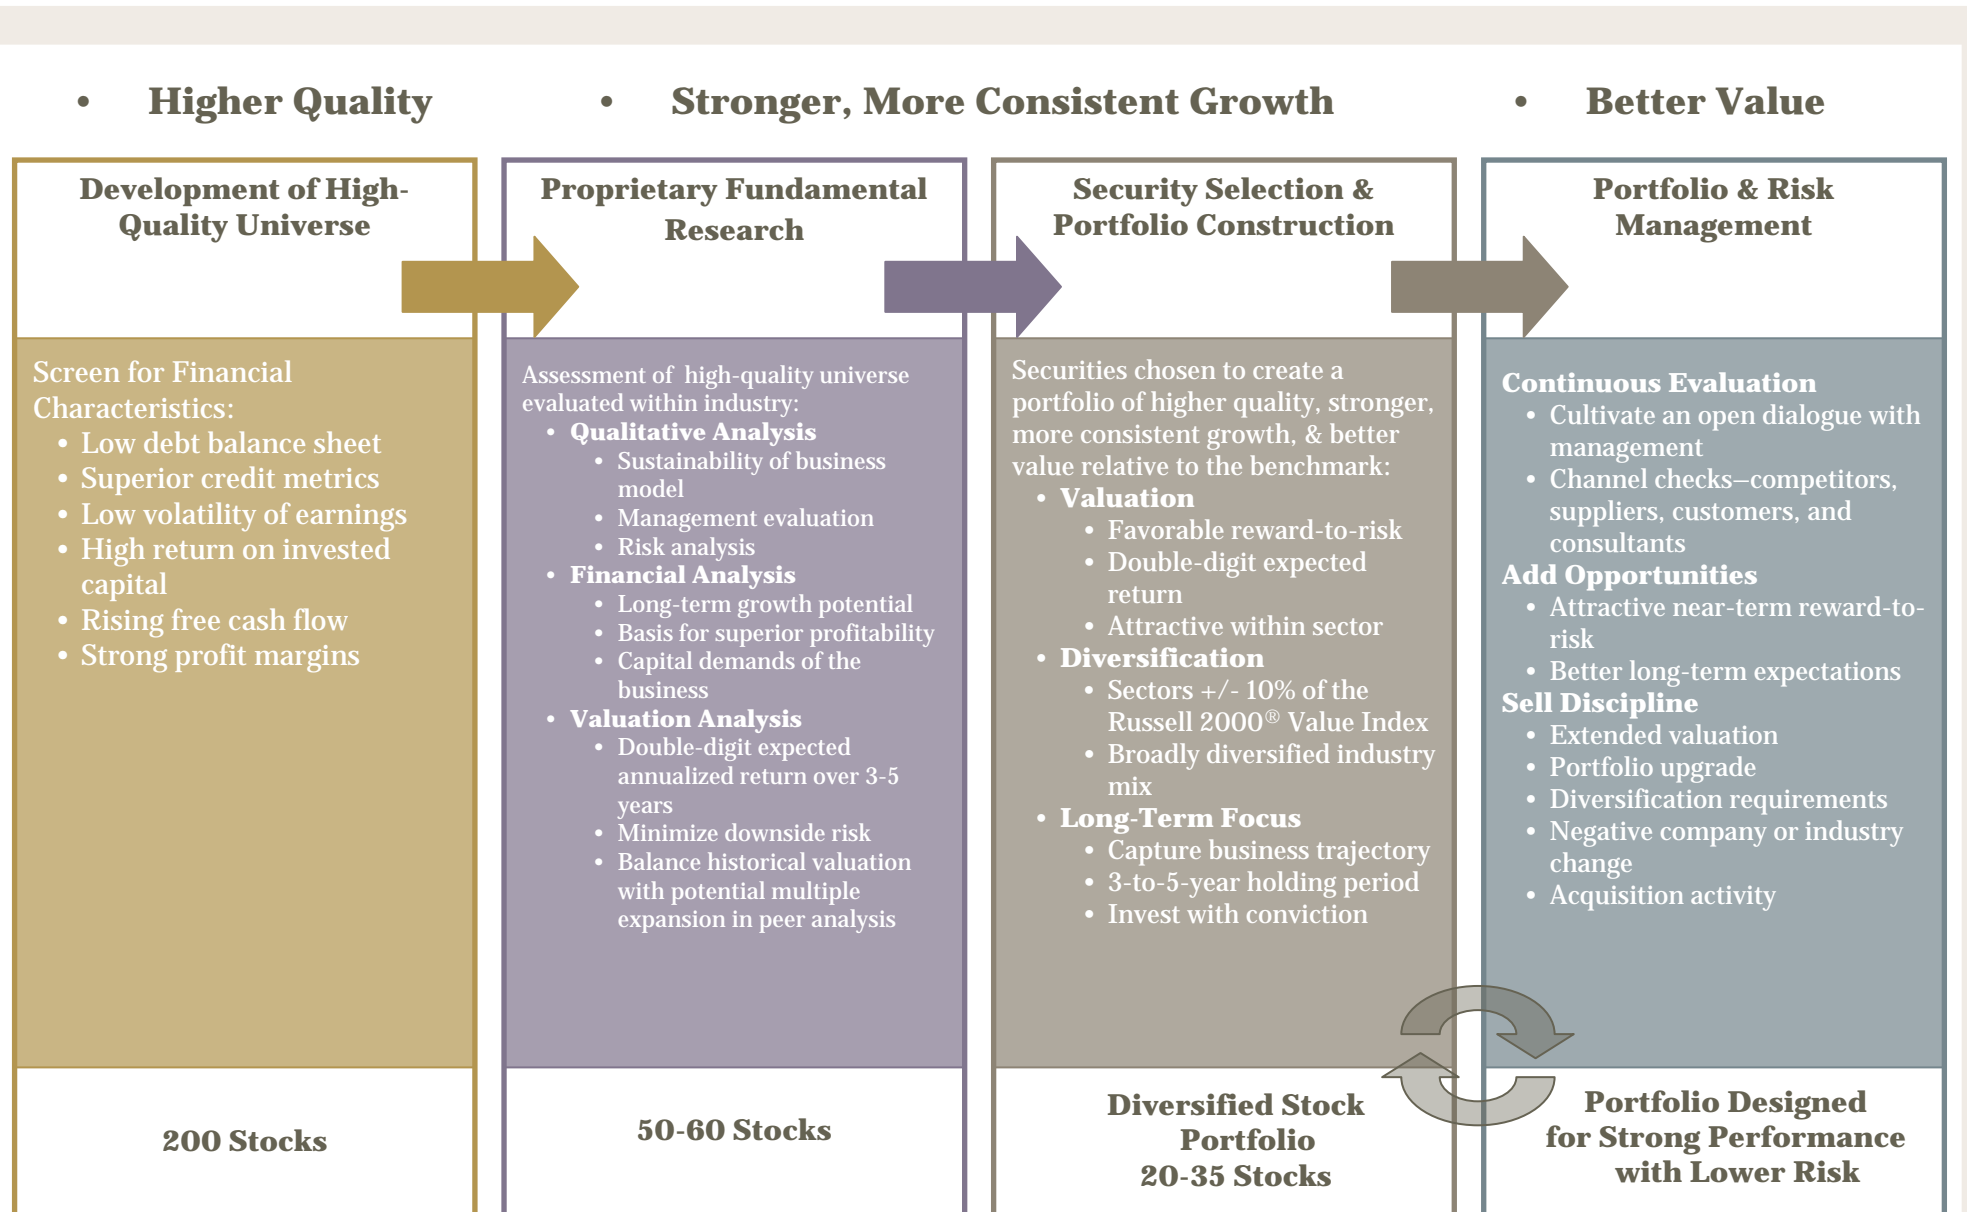 • Higher Quality
• Stronger, More Consistent Growth
• Better Value
Development of High-
Quality Universe
Screen for Financial
Characteristics:
• Low debt balance sheet
• Superior credit metrics
• Low volatility of earnings
• High return on invested
capital
• Rising free cash flow
• Strong profit margins
200 Stocks
Proprietary Fundamental
Research
Assessment of  high-quality universe
evaluated within industry:
• Qualitative Analysis
• Sustainability of business
model
• Management evaluation
• Risk analysis
• Financial Analysis
• Long-term growth potential
• Basis for superior profitability
• Capital demands of the
business
• Valuation Analysis
• Double-digit expected
annualized return over 3-5
years
• Minimize downside risk
• Balance historical valuation
with potential multiple
expansion in peer analysis
50-60 Stocks
Security Selection &
Portfolio Construction
Securities chosen to create a
portfolio of higher quality, stronger,
more consistent growth, & better
value relative to the benchmark:
• Valuation
• Favorable reward-to-risk
• Double-digit expected
return
• Attractive within sector
• Diversification
• Sectors +/- 10% of the
Russell 2000® Value Index
• Broadly diversified industry
mix
• Long-Term Focus
• Capture business trajectory
• 3-to-5-year holding period
• Invest with conviction
Diversified Stock
Portfolio
20-35 Stocks
Portfolio & Risk
Management
Continuous Evaluation
• Cultivate an open dialogue with
management
• Channel checks–competitors,
suppliers, customers, and
consultants
Add Opportunities
• Attractive near-term reward-to-
risk
• Better long-term expectations
Sell Discipline
• Extended valuation
• Portfolio upgrade
• Diversification requirements
• Negative company or industry
change
• Acquisition activity
Portfolio Designed
for Strong Performance
with Lower Risk